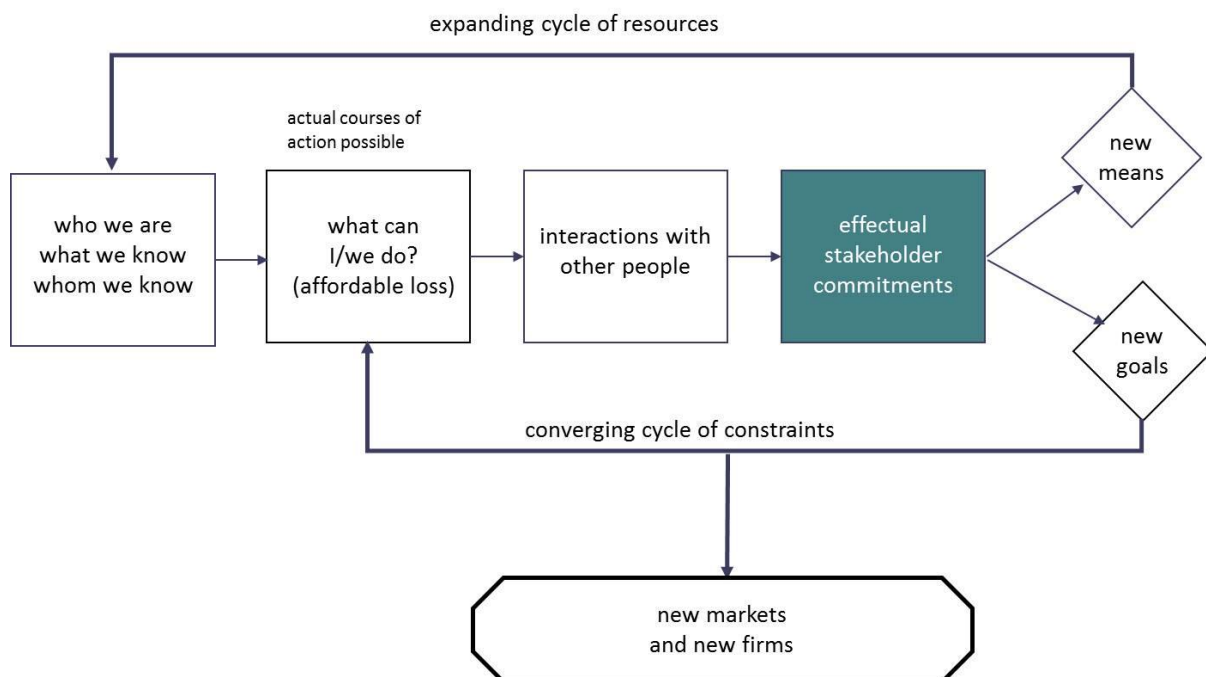 expanding cycle of resources
actual courses of
action possible
new
means
who we are
what we know
whom we know
what can
I/we do?
(affordable loss)
interactions with
other people
effectual
stakeholder
commitments
new
goals
converging cycle of constraints
new markets
and new firms